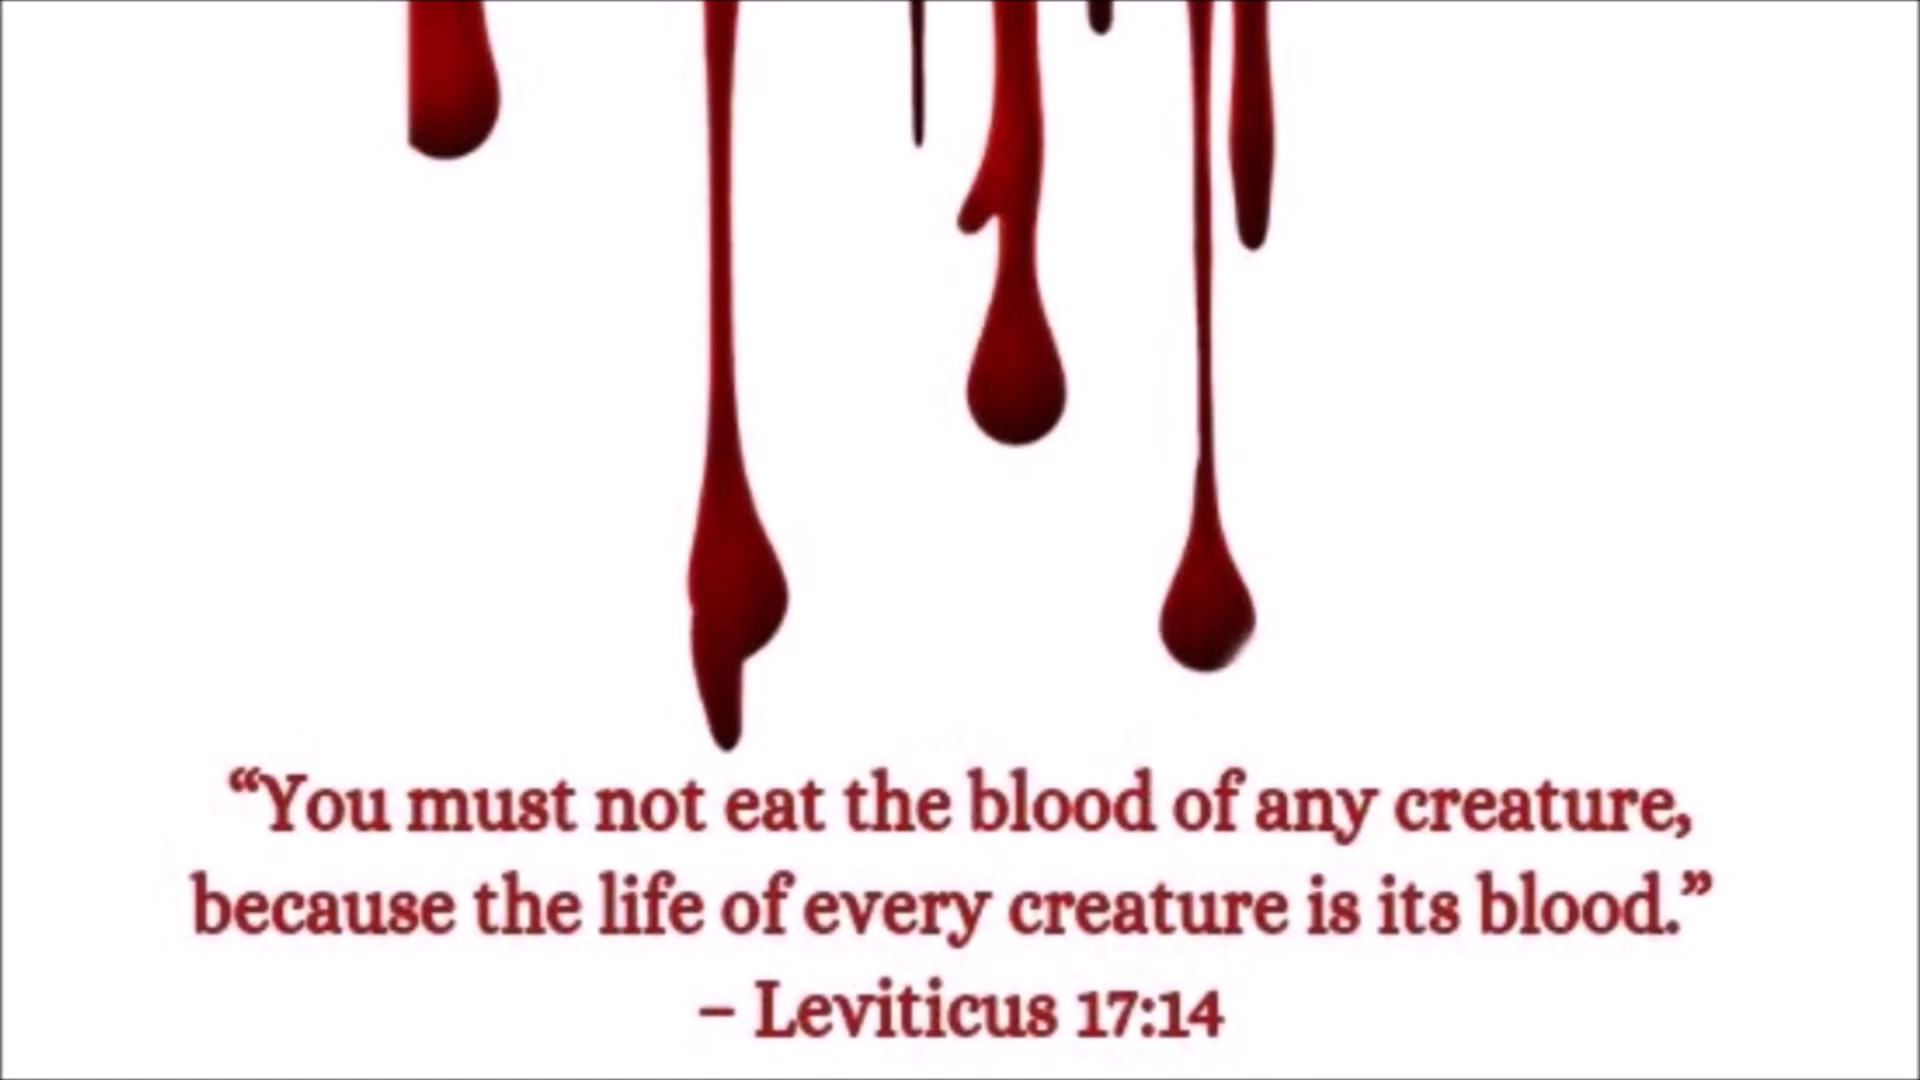 “You must not eat the blood of any creature,
because the life of every creature is its blood.”
– Leviticus 17:14